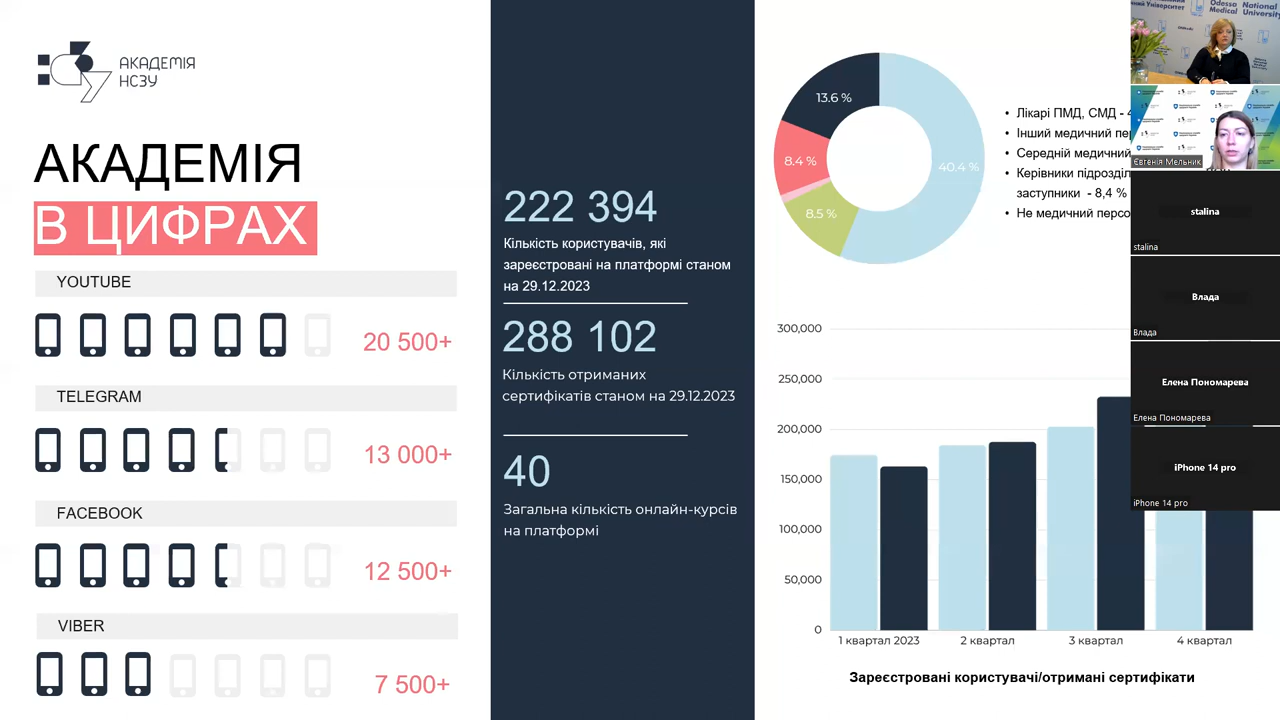 АКАДЕМІЯ
НСЗУ
АКАДЕМІЯ
В ЦИФРАХ
YOUTUBE
20 500+
TELEGRAM
13 000+
FACEBOOK
12 500+
VIBER
7 500+
222 394
Кількість користувачів, які
зареєстровані на платформі станом
на 29.12.2023
288 102
Кількість отриманих
сертифікатів станом на 29.12.2023
40
Загальна кількість онлайн-курсів
на платформі
13.6 %
8.4 %
8.5 %
40.4 %
• Лікарі ПМД, СМД - 4
• Інший медичний пе
• Середній медичний
• Керівники підрозділ
заступники - 8,4 %
• Не медичний персо
300,000
250,000
200,000
150,000
100,000
50,000
0
1 квартал 2023
2 квартал
3 квартал
4 квартал
Зареєстровані користувачі/отримані сертифікати
Odessa National
Medical University
Євгенія Мельник
stalina
stalina
Влада
Влада
Елена Пономарева
Елена Пономарева
iPhone 14 pro
iPhone 14 pro